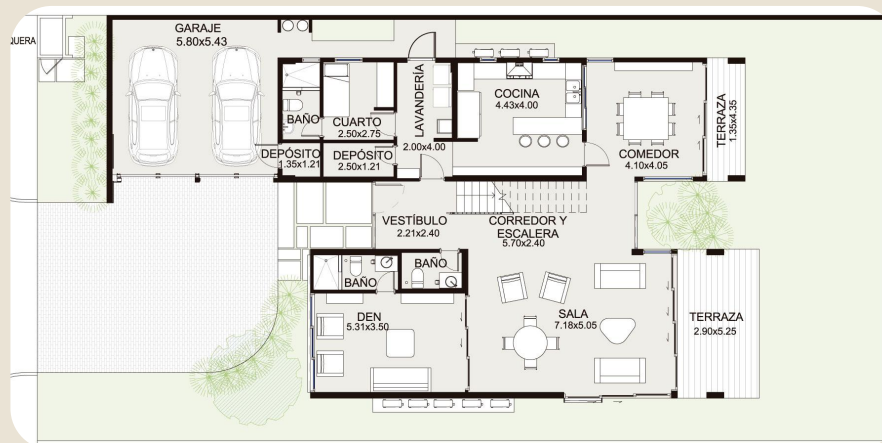 GARAJE
5.80x5.43
QUERA
BAÑO
CUARTO
2.50x2.75
LAVANDERÍA
2.00x4.00
COCINA
4.43x4.00
COMEDOR
4.10x4.05
TERRAZA
1.35x4.35
DEPÓSITO
1.35x1.21
DEPÓSITO
2.50x1.21
VESTÍBULO
2.21x2.40
CORREDOR Y
ESCALERA
5.70x2.40
BAÑO
BAÑO
DEN
5.31x3.50
SALA
7.18x5.05
TERRAZA
2.90x5.25